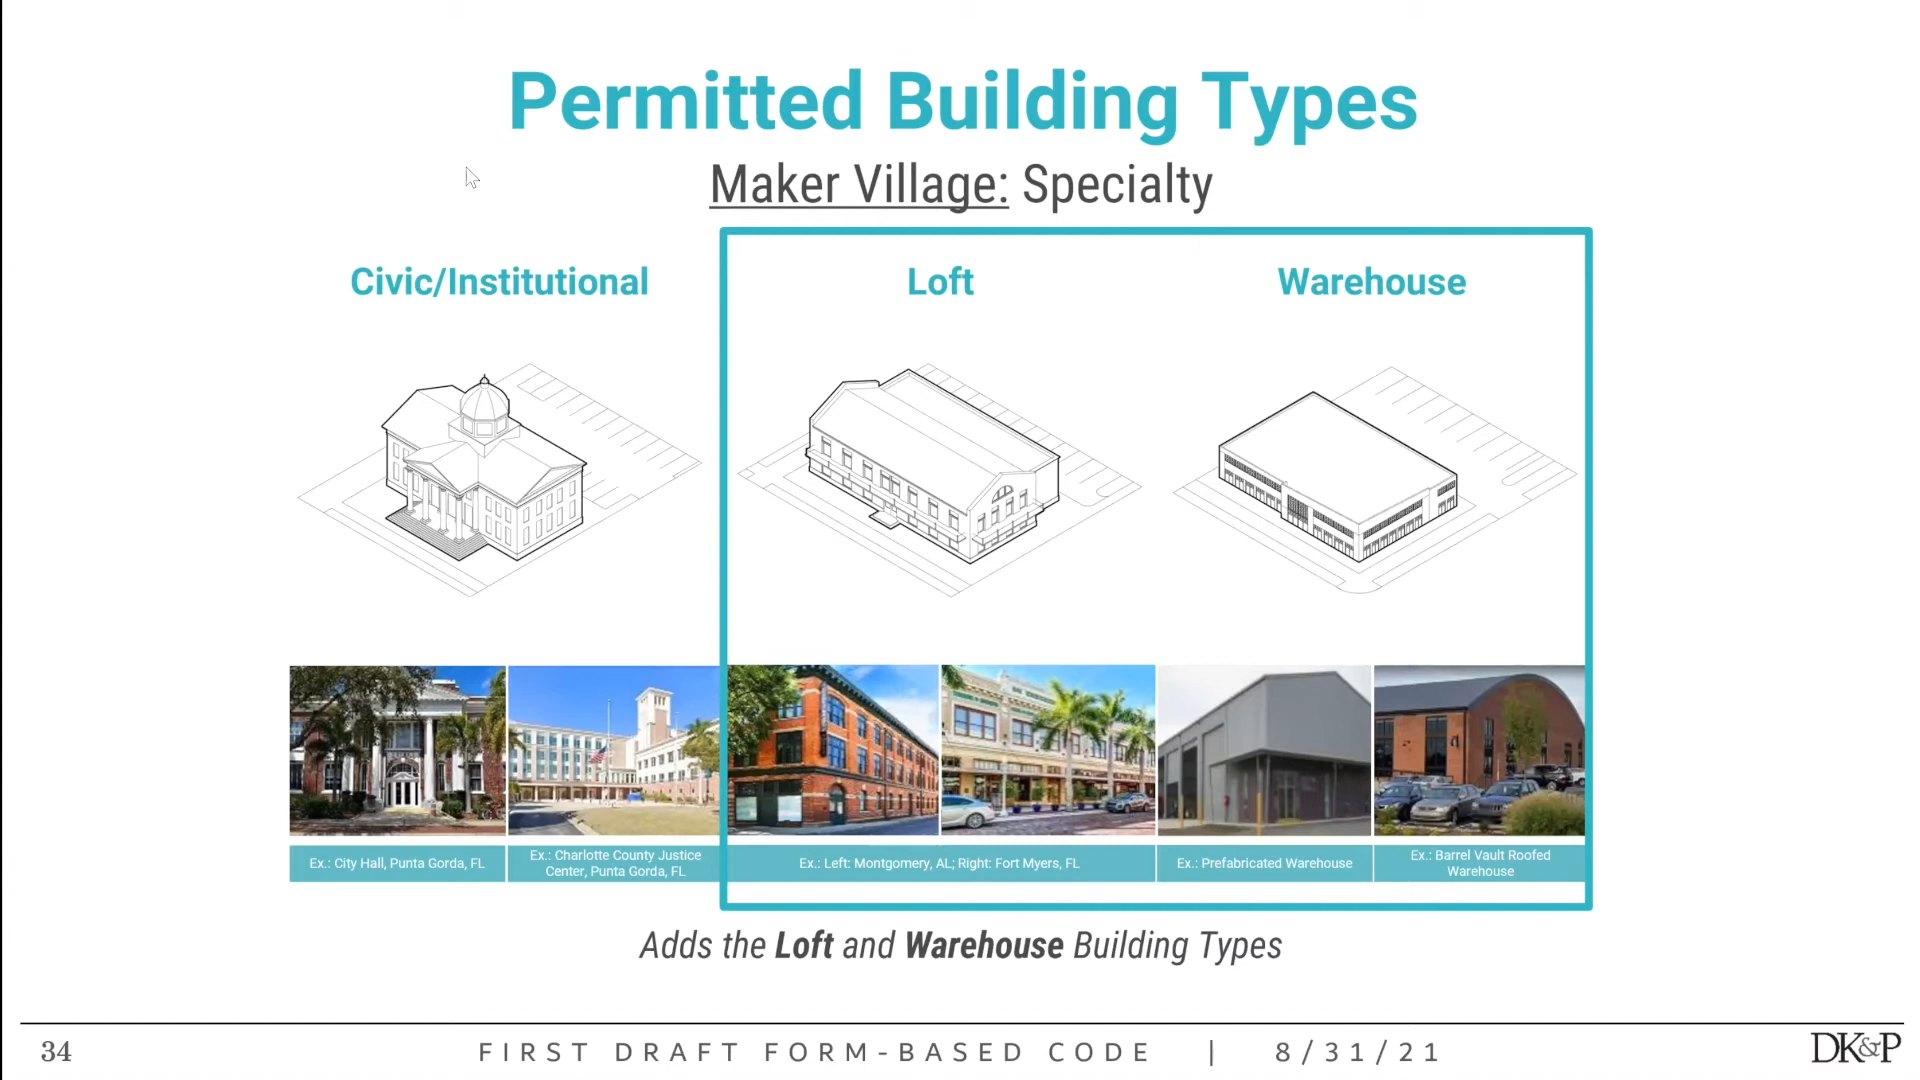 Permitted Building Types
Maker Village: Specialty
Civic/Institutional
Loft
Warehouse
Ex.: City Hall, Punta Gorda, FL
Ex.: Charlotte County Justice
Center, Punta Gorda, FL
Ex.: Left: Montgomery, AL; Right: Fort Myers, FL
Ex.: Prefabricated Warehouse
Ex.: Barrel Vault Roofed
Warehouse
Adds the Loft and Warehouse Building Types
34
FIRST DRAFT FORM-BASED CODE | 8/31/21
DK&P